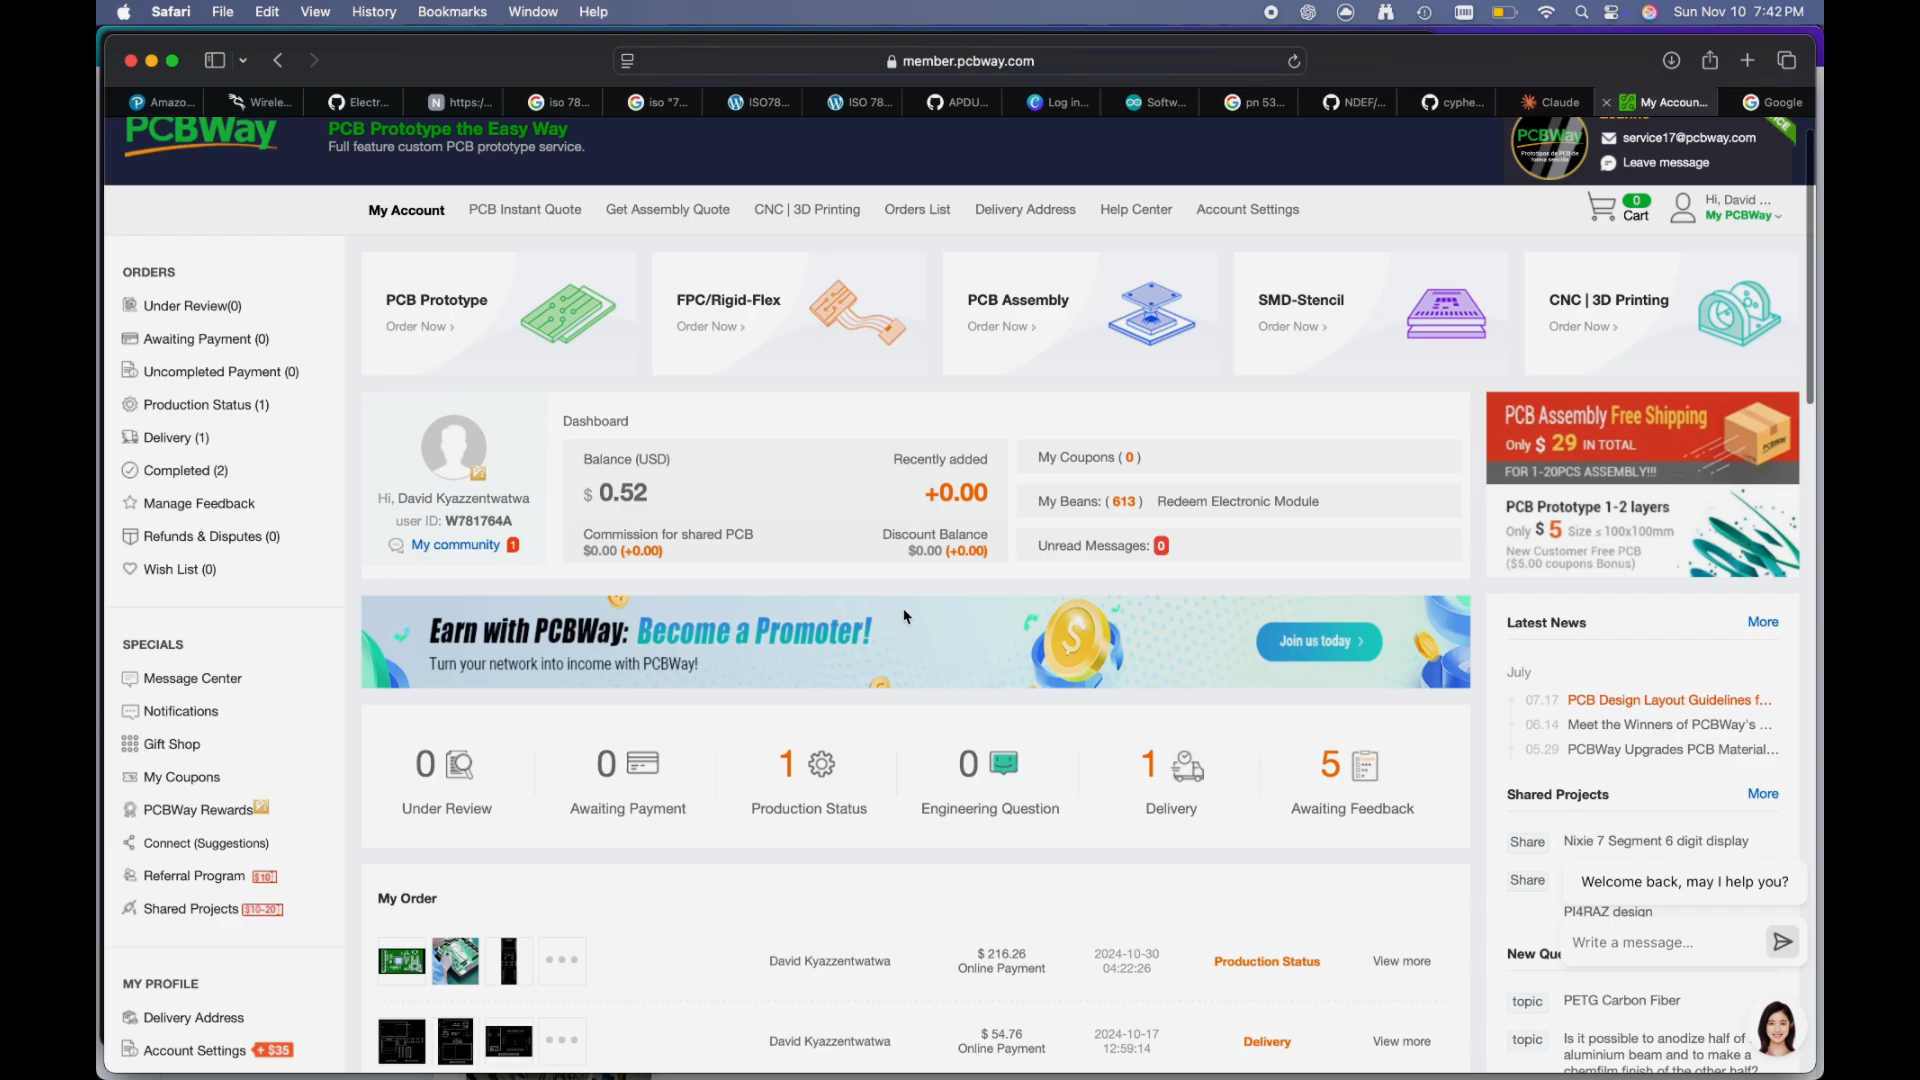 Safari File Edit View History Bookmarks Window Help Sun Nov 10 7:42 PM
member.pcbway.com
Amazo... Wirele... Electr... https:/... iso 78... iso "7... ISO78... ISO 78... APDU... Log in... Softw... pn 53... NDEF/... cyphe... Claude My Accoun... Google
PCBWay
PCB Prototype the Easy Way
Full feature custom PCB prototype service.
PCBWay
service17@pcbway.com
Leave message
My Account PCB Instant Quote Get Assembly Quote CNC | 3D Printing Orders List Delivery Address Help Center Account Settings
0
Cart
Hi, David ...
My PCBWay
ORDERS
Under Review(0)
Awaiting Payment (0)
Uncompleted Payment (0)
Production Status (1)
Delivery (1)
Completed (2)
Manage Feedback
Refunds & Disputes (0)
Wish List (0)
SPECIALS
Message Center
Notifications
Gift Shop
My Coupons
PCBWay Rewards
Connect (Suggestions)
Referral Program $10
Shared Projects $10-20
MY PROFILE
Delivery Address
Account Settings + $35
PCB Prototype
Order Now >
FPC/Rigid-Flex
Order Now >
PCB Assembly
Order Now >
SMD-Stencil
Order Now >
CNC | 3D Printing
Order Now >
Hi, David Kyazzentwatwa
user ID: W781764A
My community 1
Dashboard
Balance (USD) Recently added
$ 0.52 +0.00
Commission for shared PCB Discount Balance
$0.00 (+0.00) $0.00 (+0.00)
My Coupons ( 0 )
My Beans: ( 613 ) Redeem Electronic Module
Unread Messages: 0
PCB Assembly Free Shipping
Only $ 29 IN TOTAL
FOR 1-20PCS ASSEMBLY!!!
PCB Prototype 1-2 layers
Only $ 5 Size ≤ 100x100mm
New Customer Free PCB
($5.00 coupons Bonus)
Earn with PCBWay: Become a Promoter!
Turn your network into income with PCBWay!
Join us today >
0 0 1 0 1 5
Under Review Awaiting Payment Production Status Engineering Question Delivery Awaiting Feedback
My Order
David Kyazzentwatwa $ 216.26 Online Payment 2024-10-30 04:22:26 Production Status View more
David Kyazzentwatwa $ 54.76 Online Payment 2024-10-17 12:59:14 Delivery View more
Latest News More
July
07.17 PCB Design Layout Guidelines f...
06.14 Meet the Winners of PCBWay's ...
05.29 PCBWay Upgrades PCB Material...
Shared Projects More
Share Nixie 7 Segment 6 digit display
Share
Welcome back, may I help you?
PI4RAZ design
Write a message...
New Que
topic PETG Carbon Fiber
topic Is it possible to anodize half of
aluminium beam and to make a
chemfilm finish of the other half?